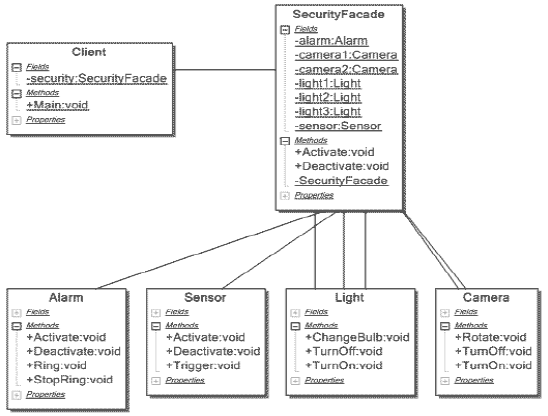 SecurityFacade
Fields
-alarm:Alarm
-camera1:Camera
-camera2:Camera
-light1:Light
-light2:Light
-light3:Light
-sensor:Sensor
Methods
+Activate:void
+Deactivate:void
-SecurityFacade
Properties
Client
Fields
-security:SecurityFacade
Methods
+Main:void
Properties
Alarm
Fields
Methods
+Activate:void
+Deactivate:void
+Ring:void
+StopRing:void
Properties
Sensor
Fields
Methods
+Activate:void
+Deactivate:void
+Trigger:void
Properties
Light
Fields
Methods
+ChangeBulb:void
+TurnOff:void
+TurnOn:void
Properties
Camera
Fields
Methods
+Rotate:void
+TurnOff:void
+TurnOn:void
Properties